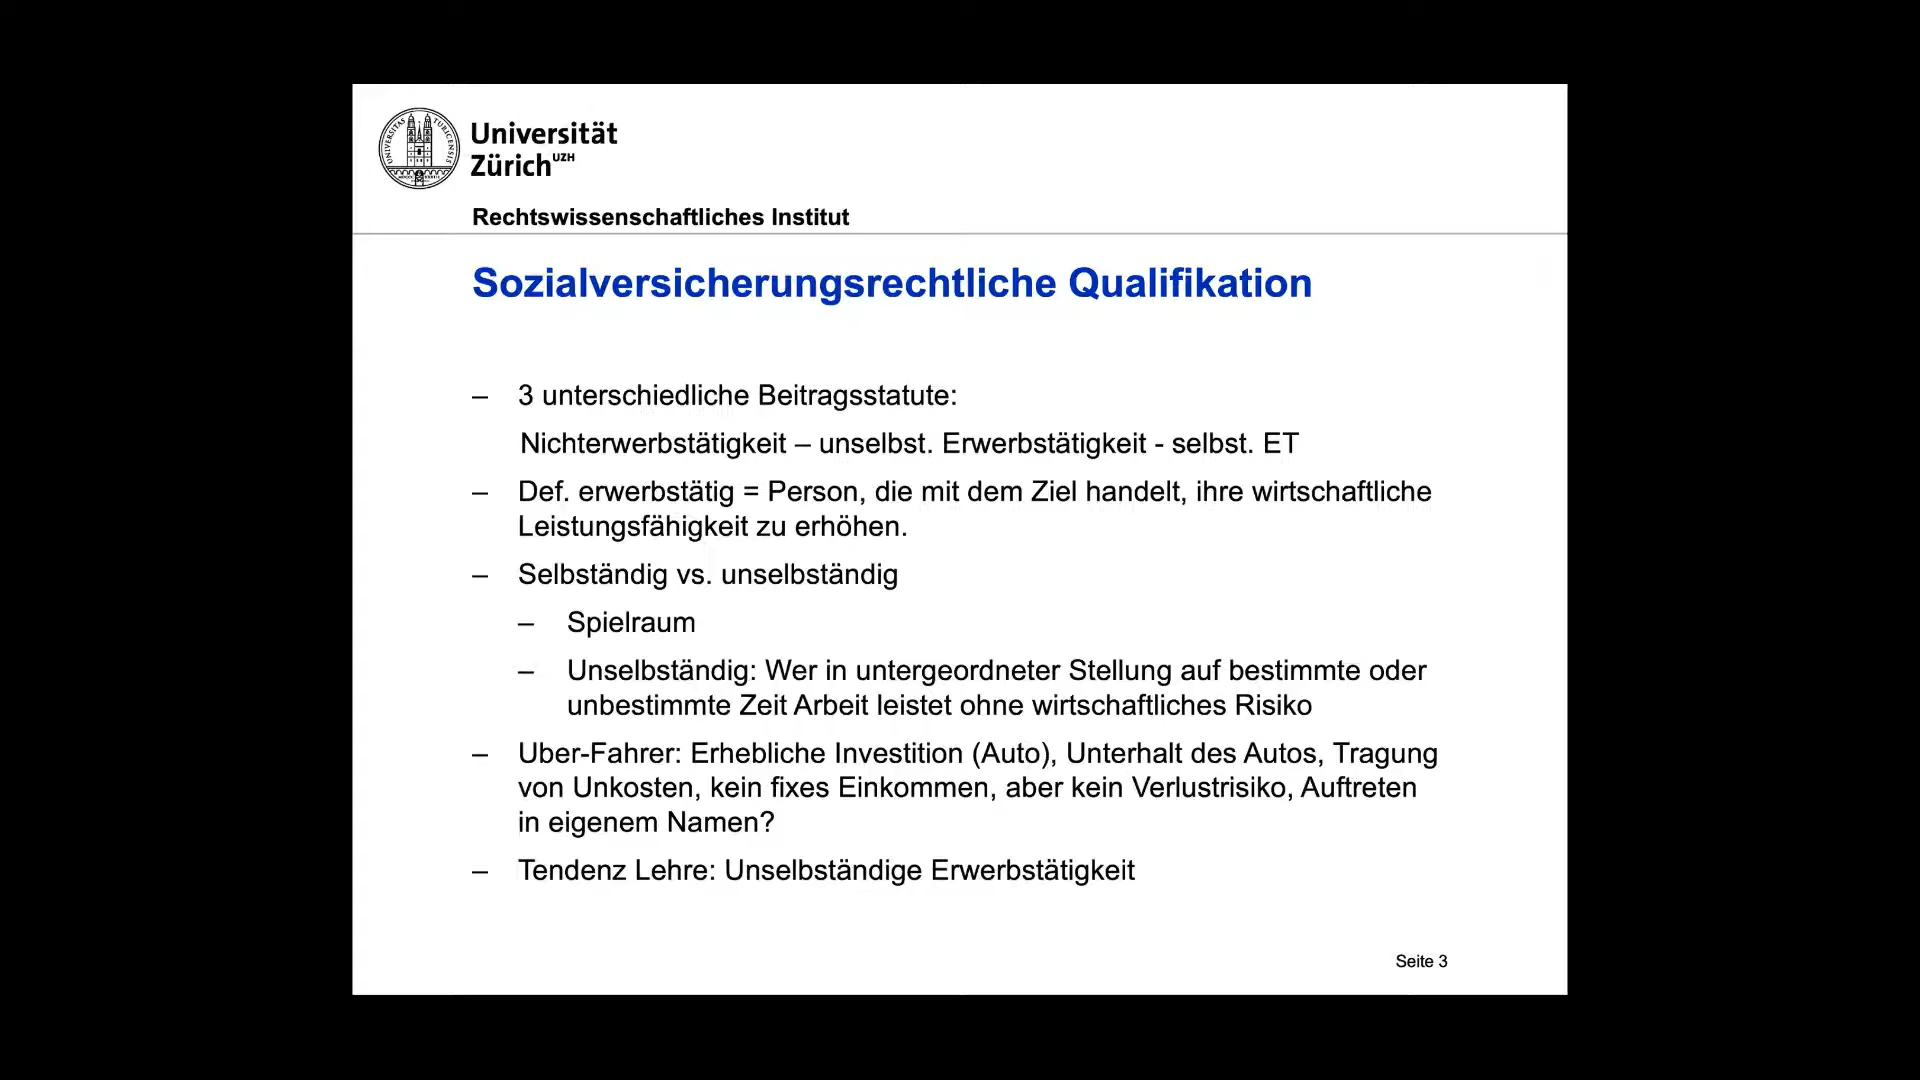 UNIVERSITAS TURICENSIS
Universität
Zürich UZH
Rechtswissenschaftliches Institut
Sozialversicherungsrechtliche Qualifikation
– 3 unterschiedliche Beitragsstatute:
Nichterwerbstätigkeit – unselbst. Erwerbstätigkeit - selbst. ET
– Def. erwerbstätig = Person, die mit dem Ziel handelt, ihre wirtschaftliche
Leistungsfähigkeit zu erhöhen.
– Selbständig vs. unselbständig
– Spielraum
– Unselbständig: Wer in untergeordneter Stellung auf bestimmte oder
unbestimmte Zeit Arbeit leistet ohne wirtschaftliches Risiko
– Uber-Fahrer: Erhebliche Investition (Auto), Unterhalt des Autos, Tragung
von Unkosten, kein fixes Einkommen, aber kein Verlustrisiko, Auftreten
in eigenem Namen?
– Tendenz Lehre: Unselbständige Erwerbstätigkeit
Seite 3